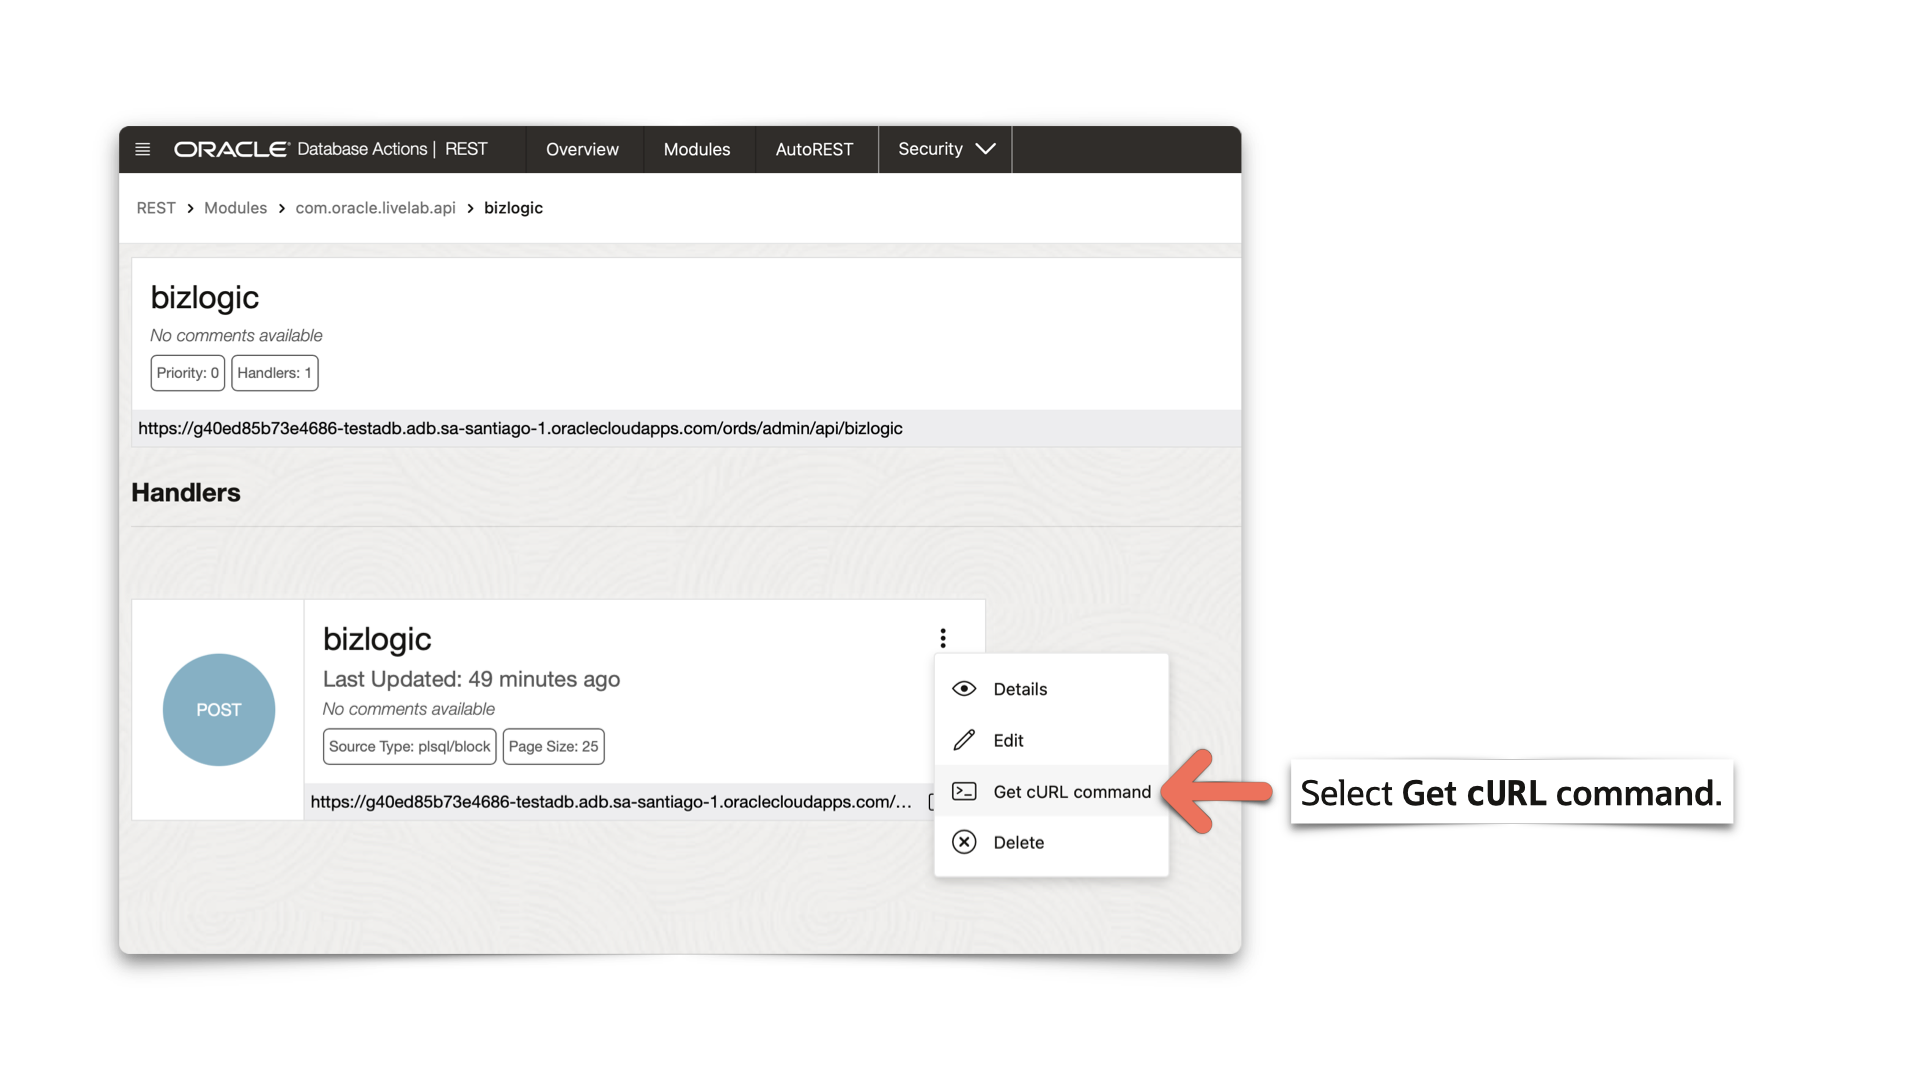 ORACLE Database Actions | REST Overview Modules AutoREST Security
REST > Modules > com.oracle.livelab.api > bizlogic
bizlogic
No comments available
Priority: 0 Handlers: 1
https://g40ed85b73e4686-testadb.adb.sa-santiago-1.oraclecloudapps.com/ords/admin/api/bizlogic
Handlers
POST
bizlogic
Last Updated: 49 minutes ago
No comments available
Source Type: plsql/block Page Size: 25
https://g40ed85b73e4686-testadb.adb.sa-santiago-1.oraclecloudapps.com/...
Details
Edit
Get cURL command
Delete
Select Get cURL command.